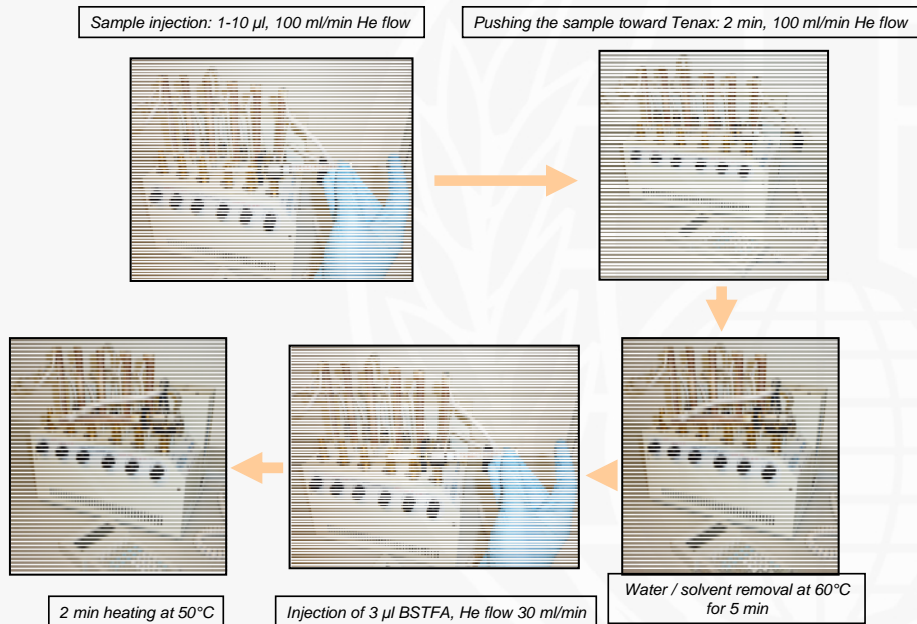 Sample injection: 1-10 µl, 100 ml/min He flow
Pushing the sample toward Tenax: 2 min, 100 ml/min He flow
Water / solvent removal at 60°C
for 5 min
Injection of 3 µl BSTFA, He flow 30 ml/min
2 min heating at 50°C